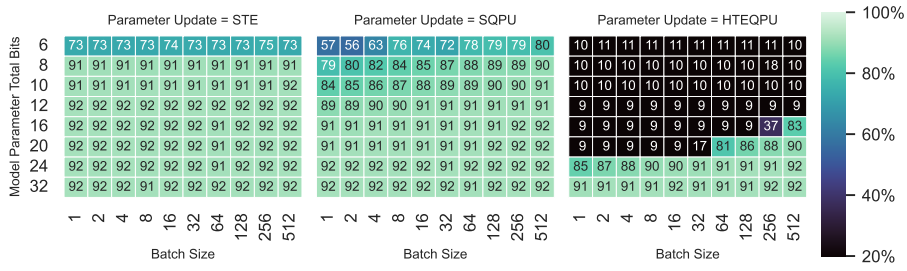 Parameter Update = STE
Parameter Update = SQPU
Parameter Update = HTEQPU
Model Parameter Total Bits
6 73 73 73 73 74 73 73 73 75 73 57 56 63 76 74 72 78 79 79 80 10 11 11 11 11 11 11 11 11 10
8 91 91 91 91 91 91 91 91 91 91 79 80 82 84 85 87 88 89 89 90 10 10 10 10 10 10 10 10 18 10
10 91 91 91 92 91 91 91 92 91 91 84 85 86 87 88 89 89 90 90 91 10 10 10 10 10 10 10 10 10 10
12 92 92 92 92 92 92 92 92 92 92 89 89 90 90 91 91 91 91 91 92 9 9 9 9 9 9 9 9 9 9
16 92 92 92 92 92 92 91 92 92 92 91 91 91 91 91 91 91 91 92 92 9 9 9 9 9 9 9 9 37 83
20 92 92 92 92 92 92 91 92 92 92 91 91 91 91 92 91 92 92 92 92 9 9 9 9 9 17 81 86 88 90
24 92 92 92 91 92 92 91 92 92 92 92 92 92 92 92 92 92 92 92 92 85 87 88 90 90 91 91 91 92 92
32 92 92 92 91 92 92 92 92 92 92 92 92 92 92 92 92 92 92 92 92 91 91 91 92 91 91 91 92 92 92
1 2 4 8 16 32 64 128 256 512
1 2 4 8 16 32 64 128 256 512
1 2 4 8 16 32 64 128 256 512
Batch Size
Batch Size
Batch Size
100%
80%
60%
40%
20%